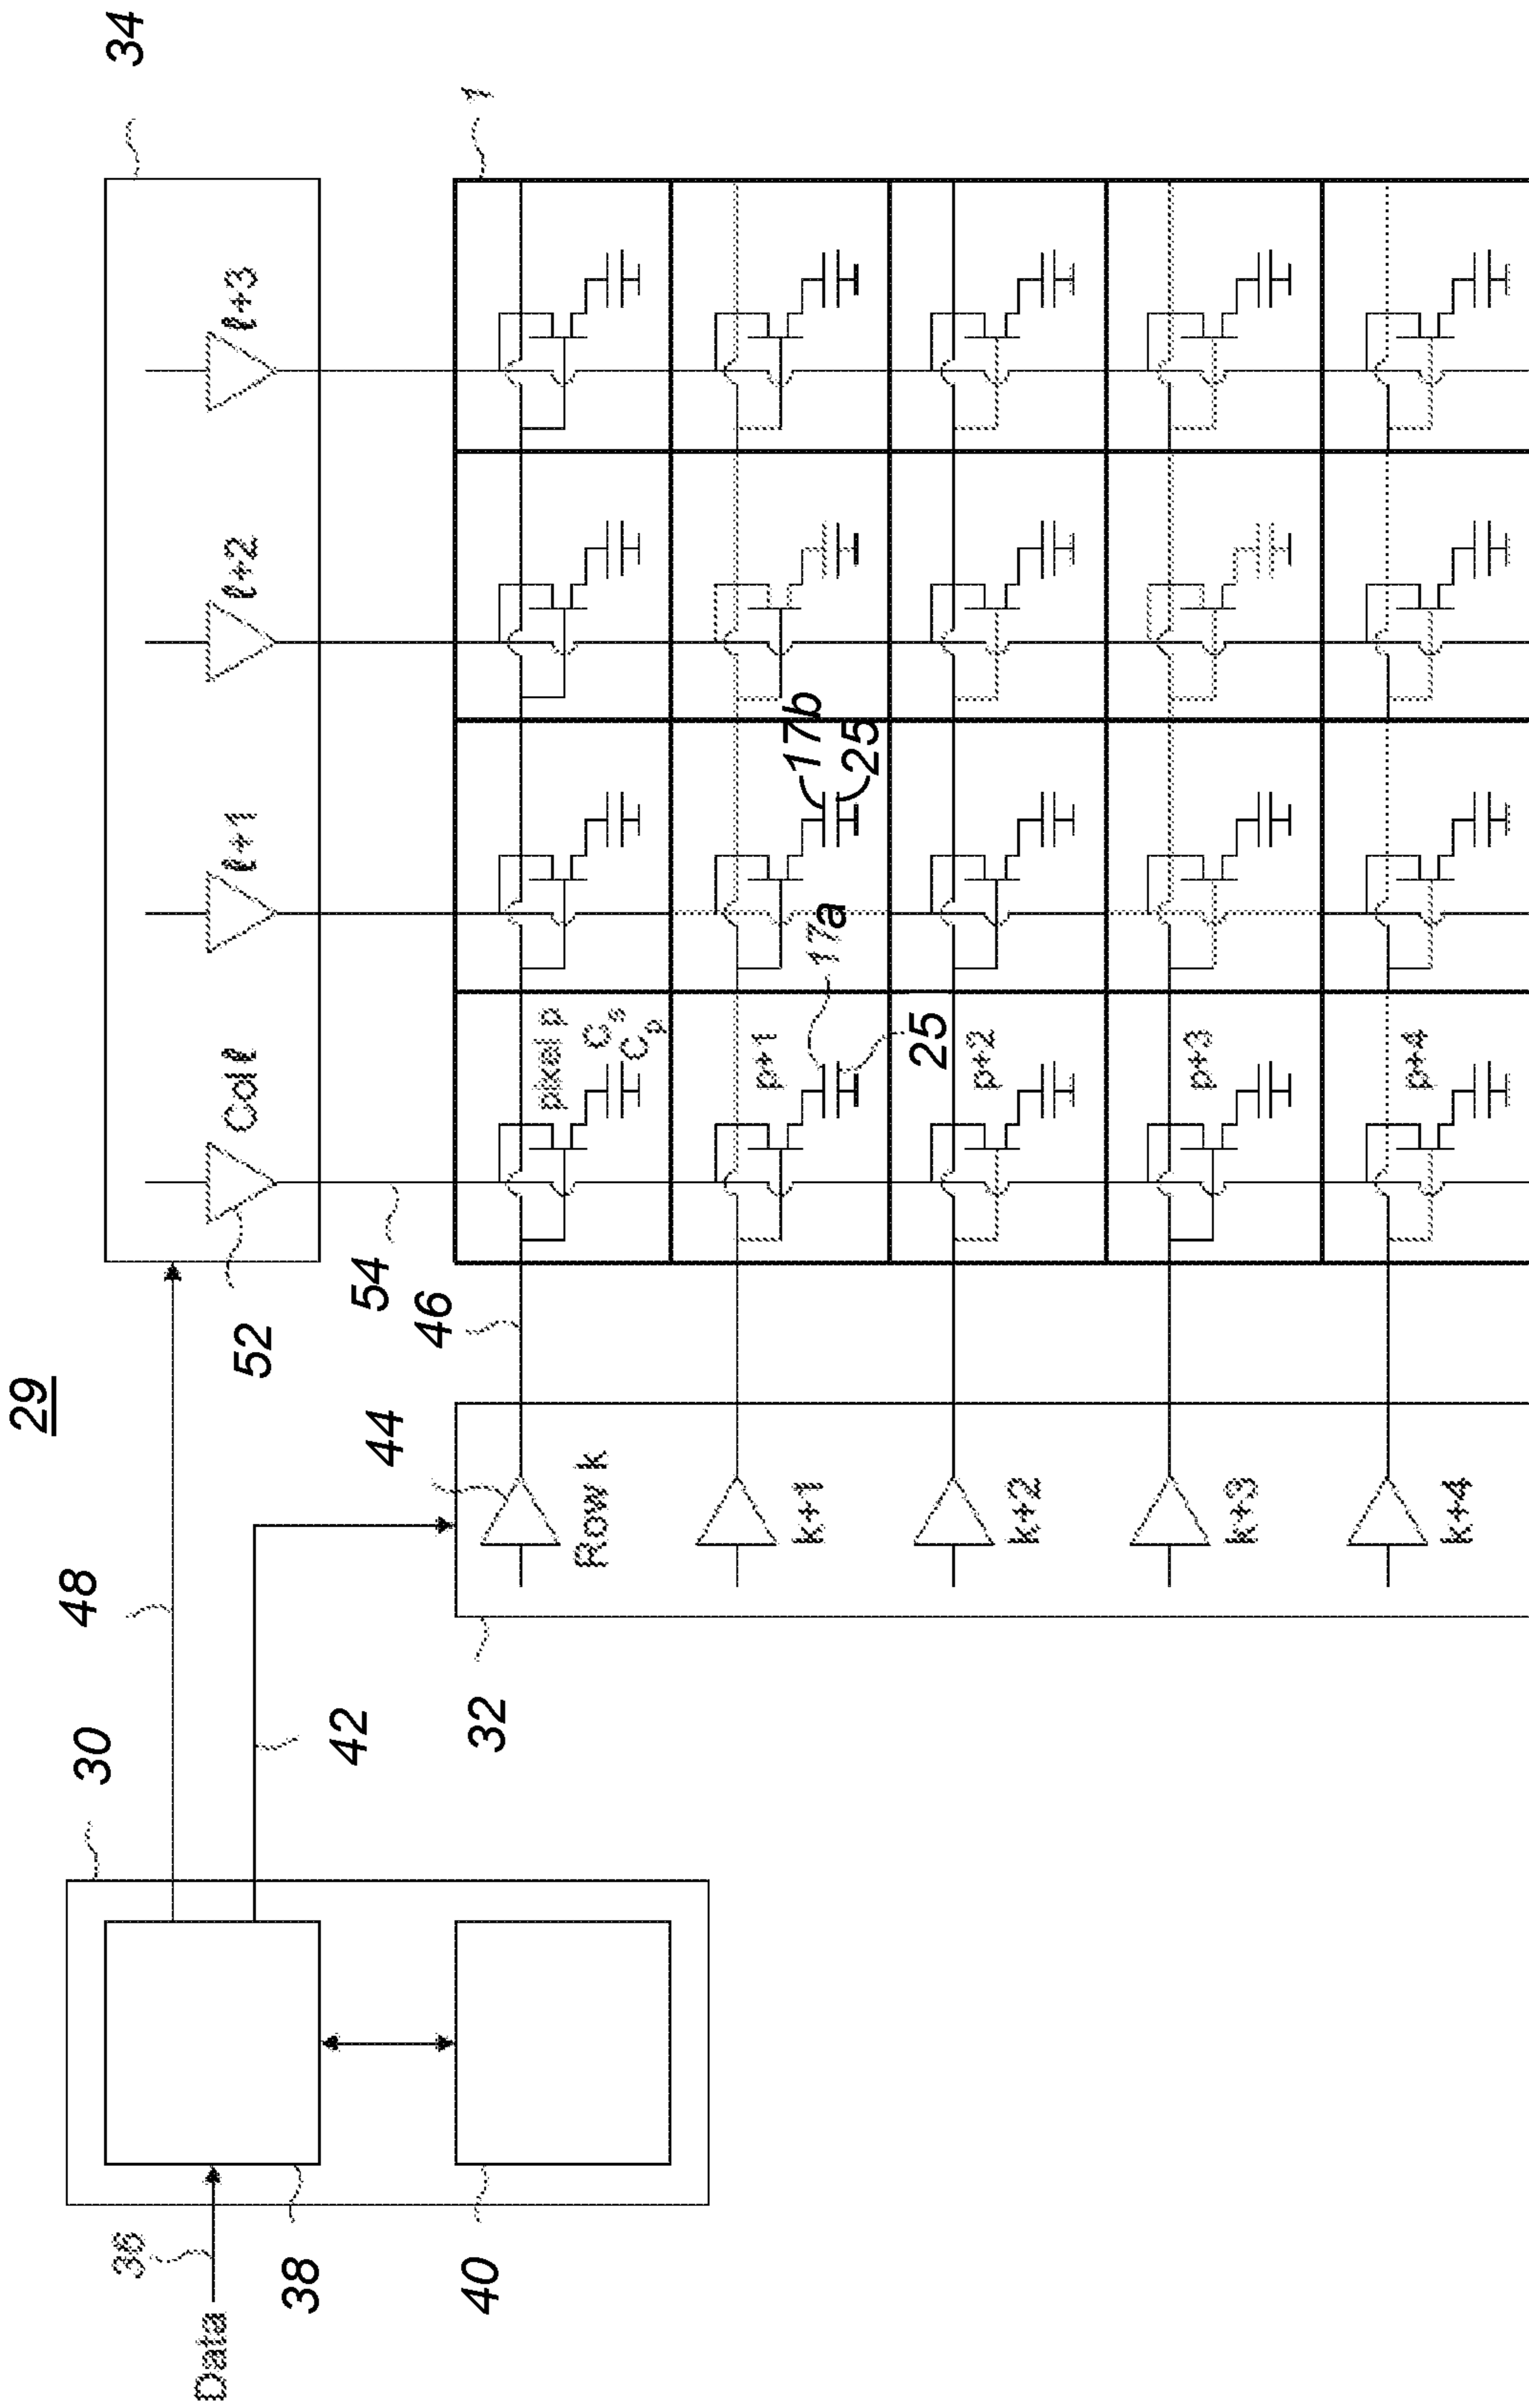 29
34
Col ℓ
ℓ+1
ℓ+2
ℓ+3
52
48
30
Data
36
38
40
42
54
46
1
44
Row k
k+1
k+2
k+3
k+4
32
pixel p
Cs
Cp
p+1
17a
25
17b
25
p+2
p+3
p+4